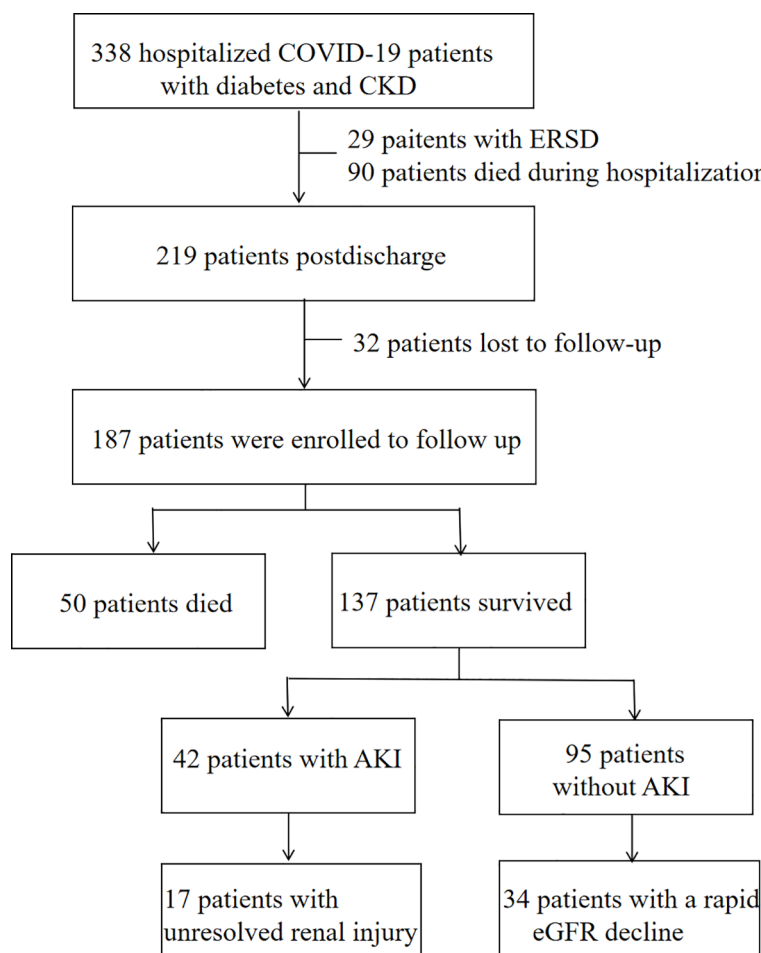 338 hospitalized COVID-19 patients
with diabetes and CKD
29 paitents with ERSD
90 patients died during hospitalization
219 patients postdischarge
32 patients lost to follow-up
187 patients were enrolled to follow up
50 patients died
137 patients survived
42 patients with AKI
95 patients
without AKI
17 patients with
unresolved renal injury
34 patients with a rapid
eGFR decline